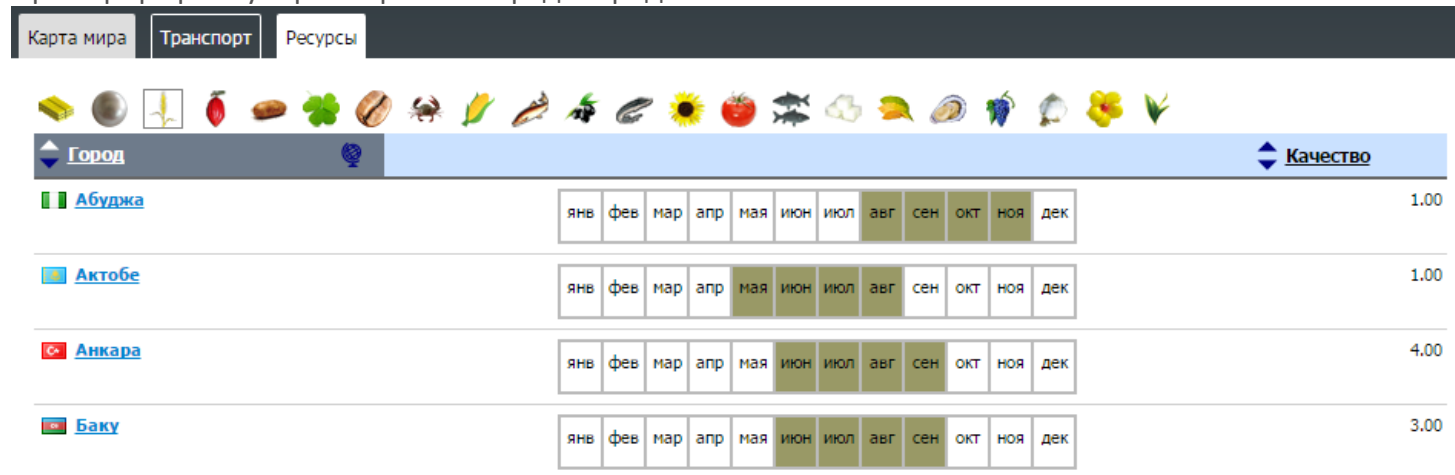 Карта мира Транспорт Ресурсы
Город Качество
Абуджа янв фев мар апр мая июн июл авг сен окт ноя дек 1.00
Актобе янв фев мар апр мая июн июл авг сен окт ноя дек 1.00
Анкара янв фев мар апр мая июн июл авг сен окт ноя дек 4.00
Баку янв фев мар апр мая июн июл авг сен окт ноя дек 3.00